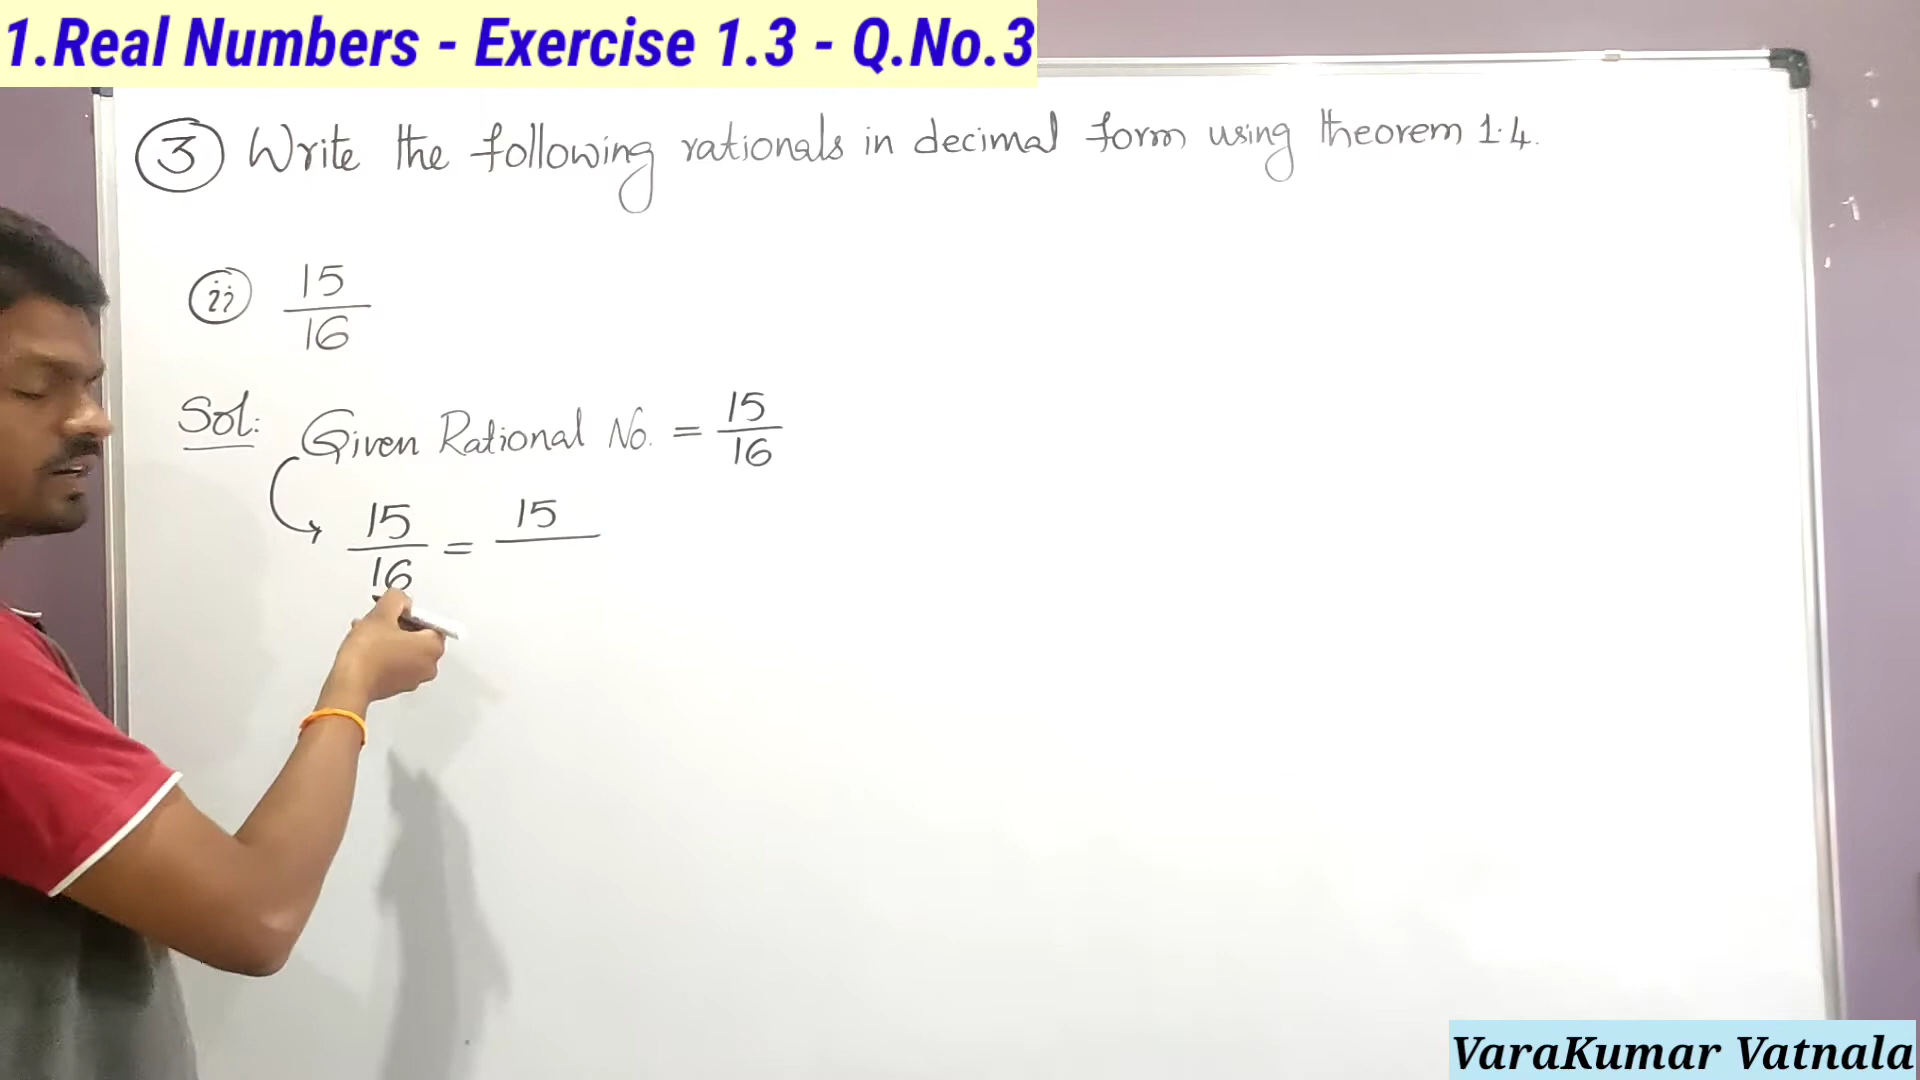 1.Real Numbers - Exercise 1.3 - Q.No.3
3 Write the following rationals in decimal form using theorem 1.4.
ii 15/16
Sol: Given Rational No. = 15/16
15/16 = 15
VaraKumar Vatnala